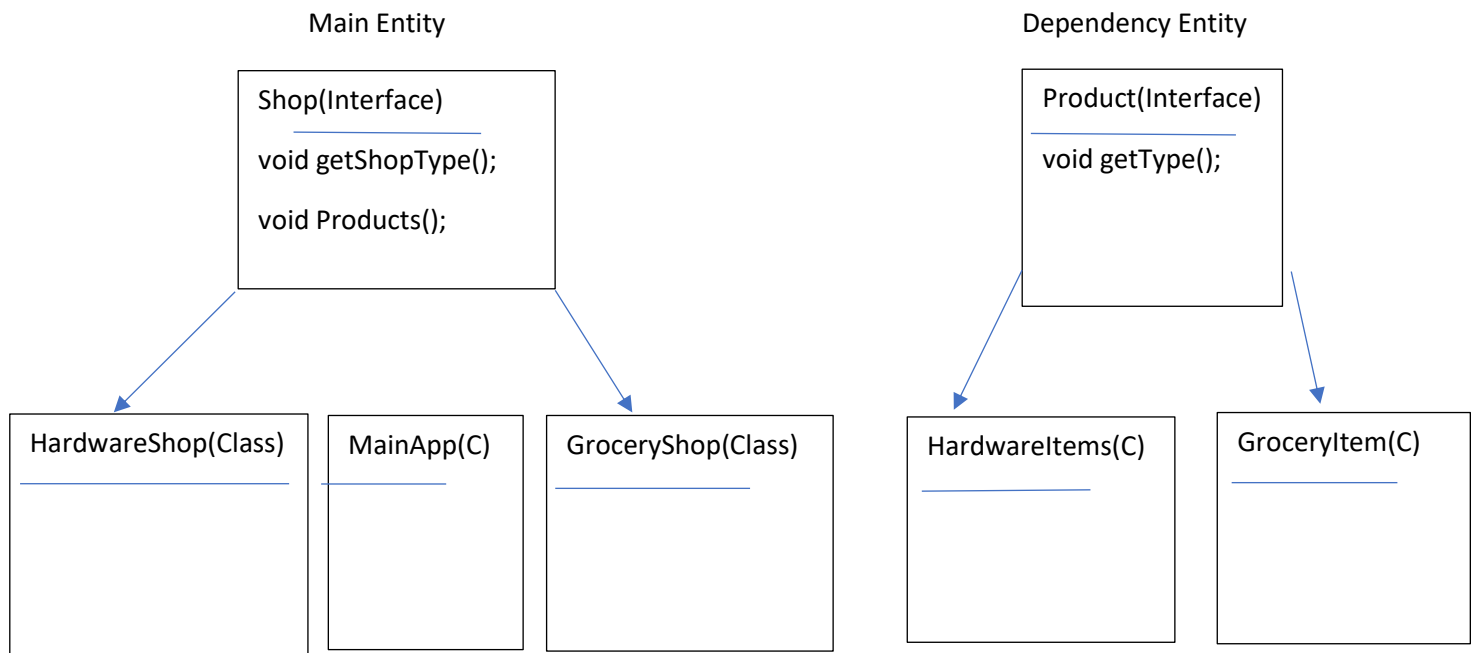 Main Entity
Dependency Entity
Shop(Interface)
void getShopType();
void Products();
Product(Interface)
void getType();
HardwareShop(Class)
MainApp(C)
GroceryShop(Class)
HardwareItems(C)
GroceryItem(C)